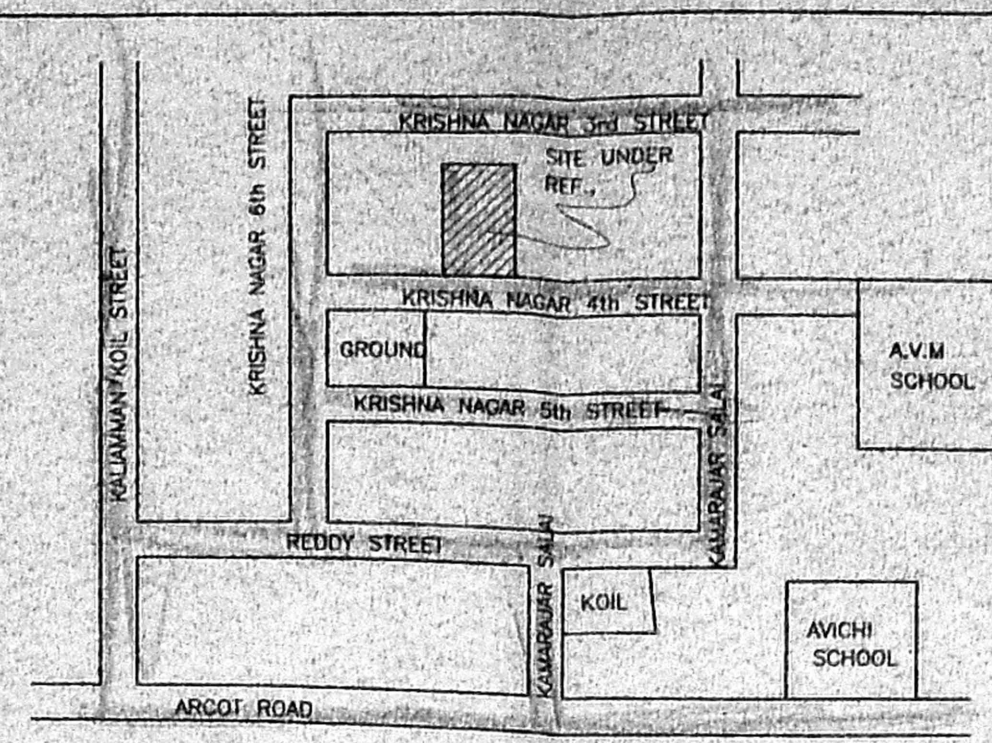 KRISHNA NAGAR 3rd STREET
SITE UNDER
REF.,
KRISHNA NAGAR 6th STREET
KALIAMMAN KOIL STREET
KRISHNA NAGAR 4th STREET
GROUND
A.V.M
SCHOOL
KRISHNA NAGAR 5th STREET
KAMARAJAR SALAI
REDDY STREET
KAMARAJAR SALAI
KOIL
AVICHI
SCHOOL
ARCOT ROAD